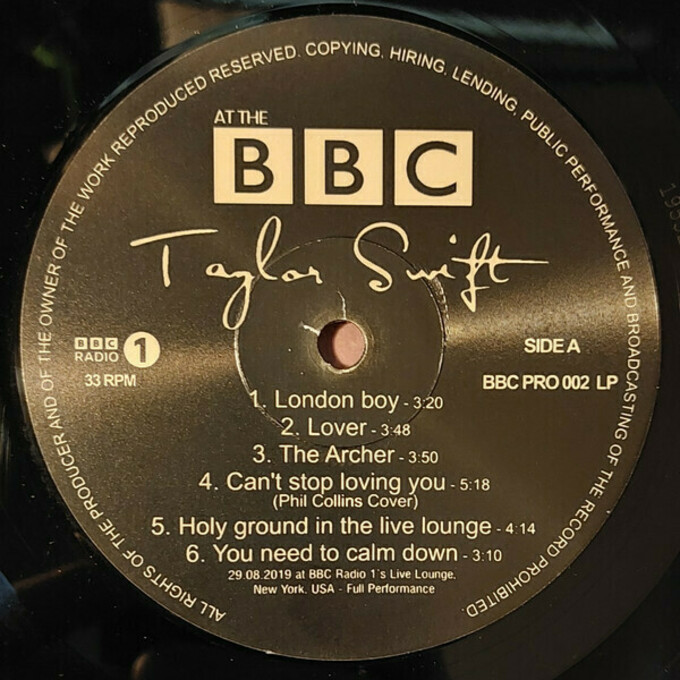 ALL RIGHTS OF THE PRODUCER AND OF THE OWNER OF THE WORK REPRODUCED RESERVED. COPYING, HIRING, LENDING, PUBLIC PERFORMANCE AND BROADCASTING OF THE RECORD PROHIBITED.
AT THE
BBC
Taylor Swift
BBC
RADIO 1
33 RPM
SIDE A
BBC PRO 002 LP
1. London boy - 3:20
2. Lover - 3:48
3. The Archer - 3:50
4. Can't stop loving you - 5:18
(Phil Collins Cover)
5. Holy ground in the live lounge - 4:14
6. You need to calm down - 3:10
29.08.2019 at BBC Radio 1`s Live Lounge,
New York, USA - Full Performance